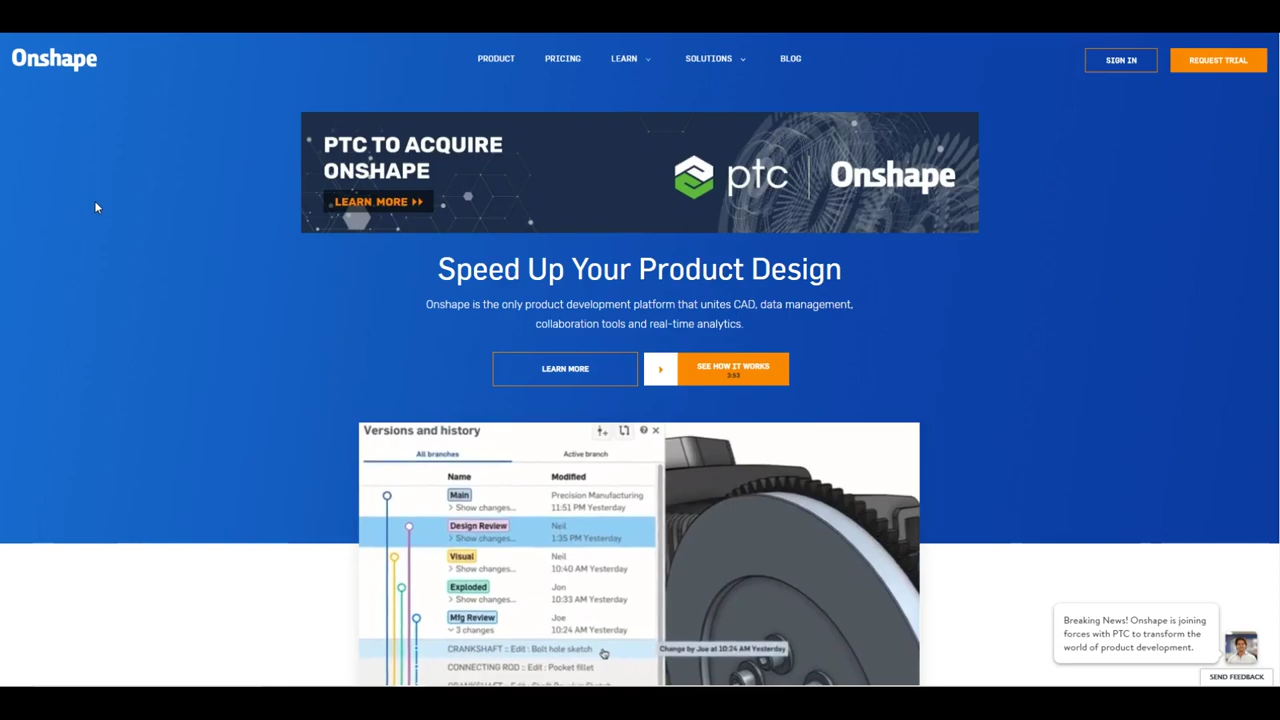 Onshape
PRODUCT
PRICING
LEARN
SOLUTIONS
BLOG
SIGN IN
REQUEST TRIAL
PTC TO ACQUIRE
ONSHAPE
LEARN MORE
ptc
Onshape
Speed Up Your Product Design
Onshape is the only product development platform that unites CAD, data management,
collaboration tools and real-time analytics.
LEARN MORE
SEE HOW IT WORKS
3:53
Versions and history
All branches
Active branch
Name
Modified
Main
Precision Manufacturing
> Show changes...
11:51 PM Yesterday
Design Review
Neil
> Show changes...
1:35 PM Yesterday
Visual
Neil
> Show changes...
10:40 AM Yesterday
Exploded
Jon
> Show changes...
10:33 AM Yesterday
Mfg Review
Joe
3 changes
10:24 AM Yesterday
CRANKSHAFT :: Edit : Bolt hole sketch
Change by Joe at 10:24 AM Yesterday
CONNECTING ROD :: Edit : Pocket fillet
Breaking News! Onshape is joining
forces with PTC to transform the
world of product development.
SEND FEEDBACK